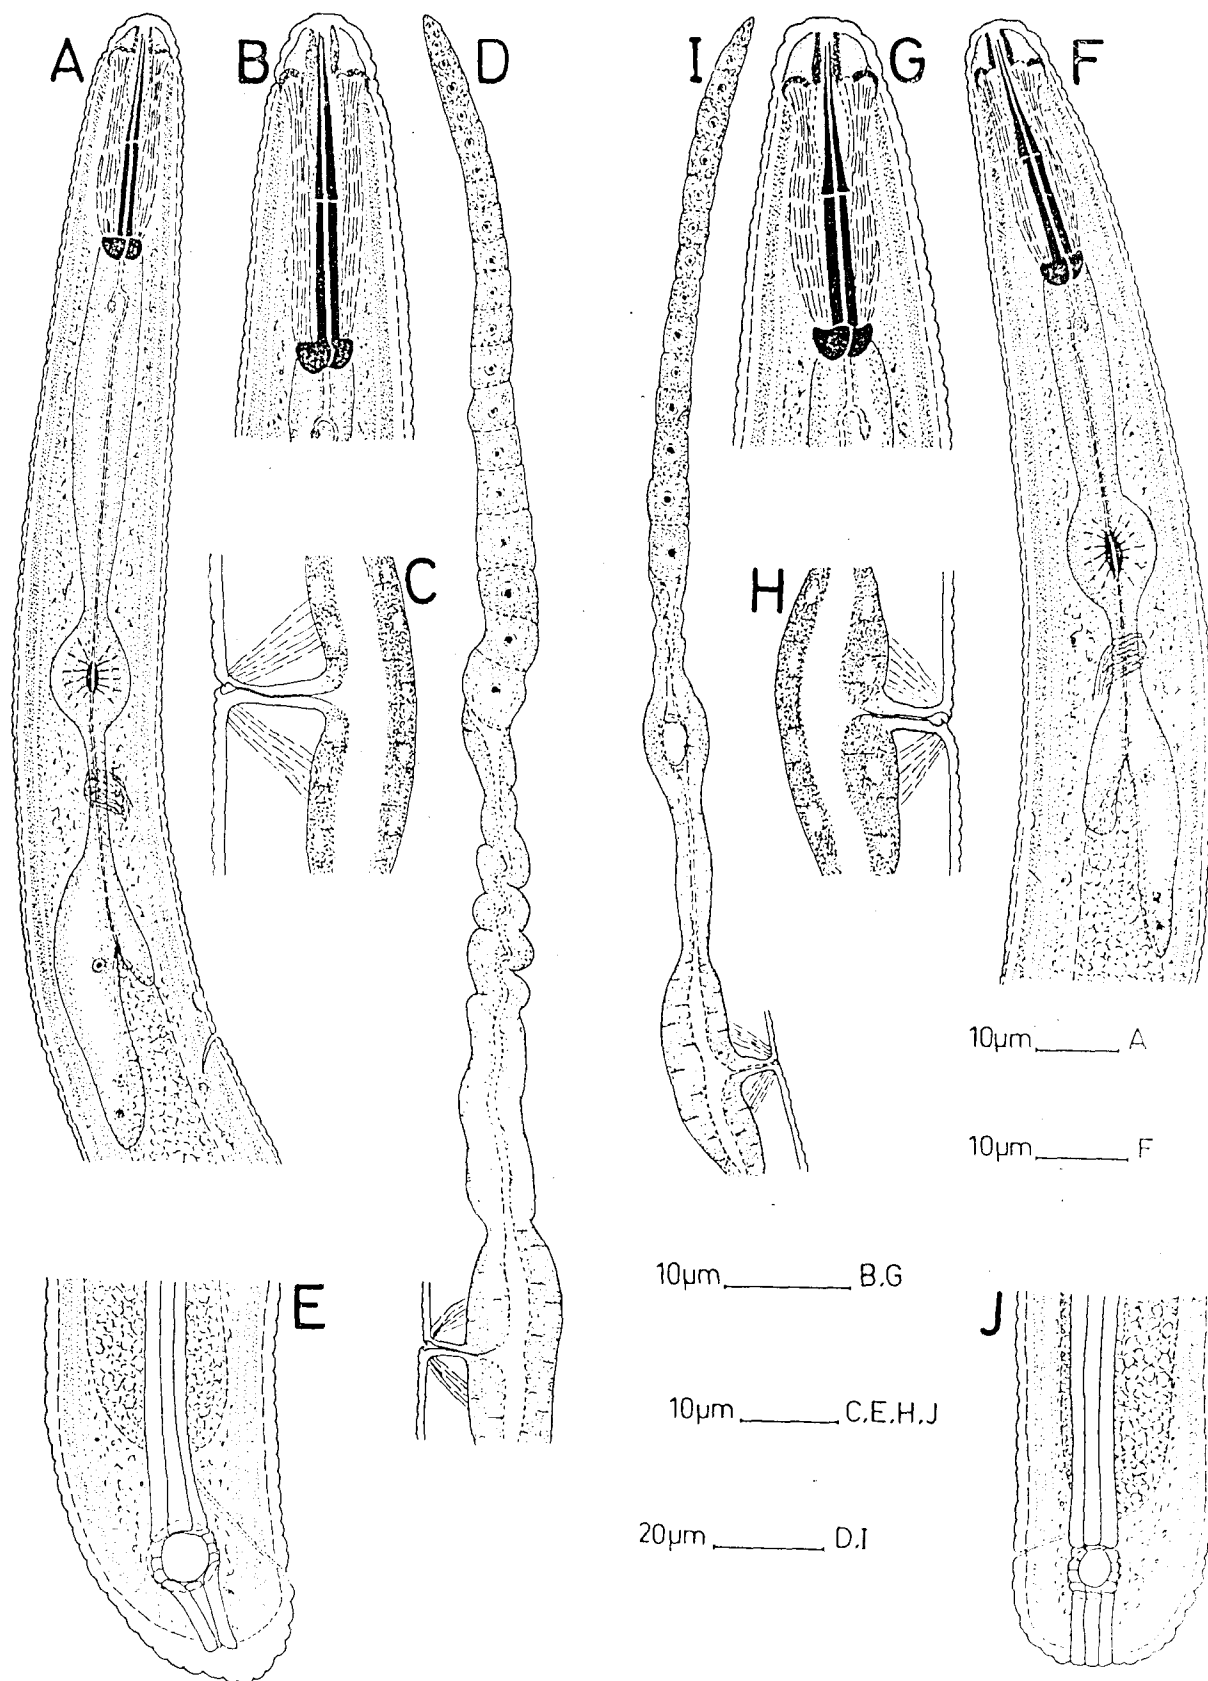 A B D I G F
C H
10µm A
10µm F
E 10µm B,G J
10µm C,E,H,J
20µm D,I